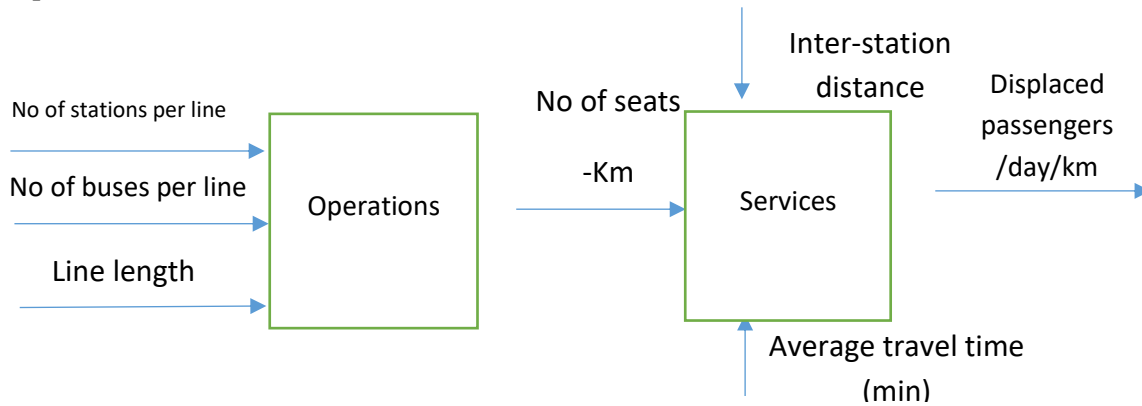 No of stations per line
No of buses per line
Line length
Operations
No of seats
-Km
Inter-station
distance
Services
Displaced
passengers
/day/km
Average travel time
(min)